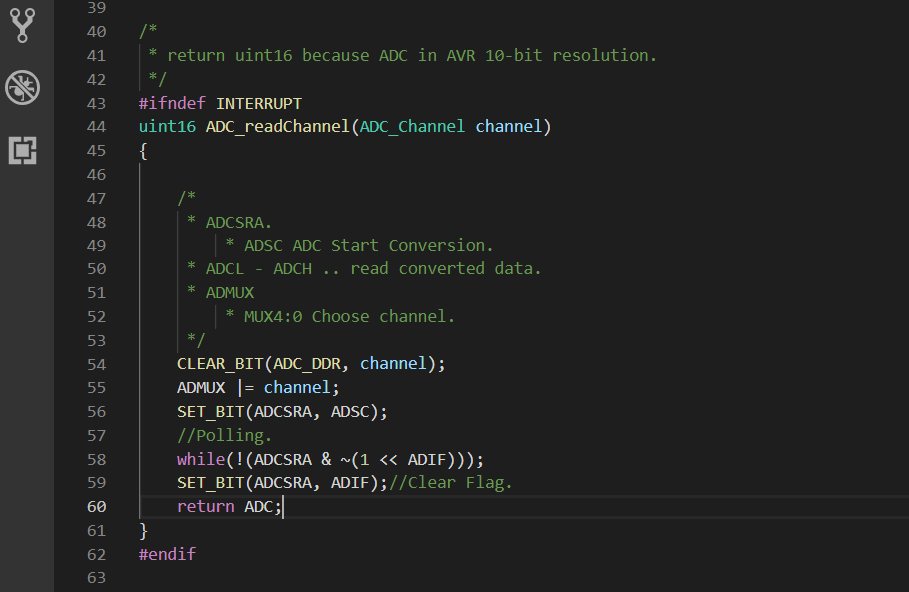 39
40 /*
41  * return uint16 because ADC in AVR 10-bit resolution.
42  */
43 #ifndef INTERRUPT
44 uint16 ADC_readChannel(ADC_Channel channel)
45 {
46
47     /*
48      * ADCSRA.
49          * ADSC ADC Start Conversion.
50      * ADCL - ADCH .. read converted data.
51      * ADMUX
52          * MUX4:0 Choose channel.
53      */
54     CLEAR_BIT(ADC_DDR, channel);
55     ADMUX |= channel;
56     SET_BIT(ADCSRA, ADSC);
57     //Polling.
58     while(!(ADCSRA & ~(1 << ADIF)));
59     SET_BIT(ADCSRA, ADIF);//Clear Flag.
60     return ADC;
61 }
62 #endif
63